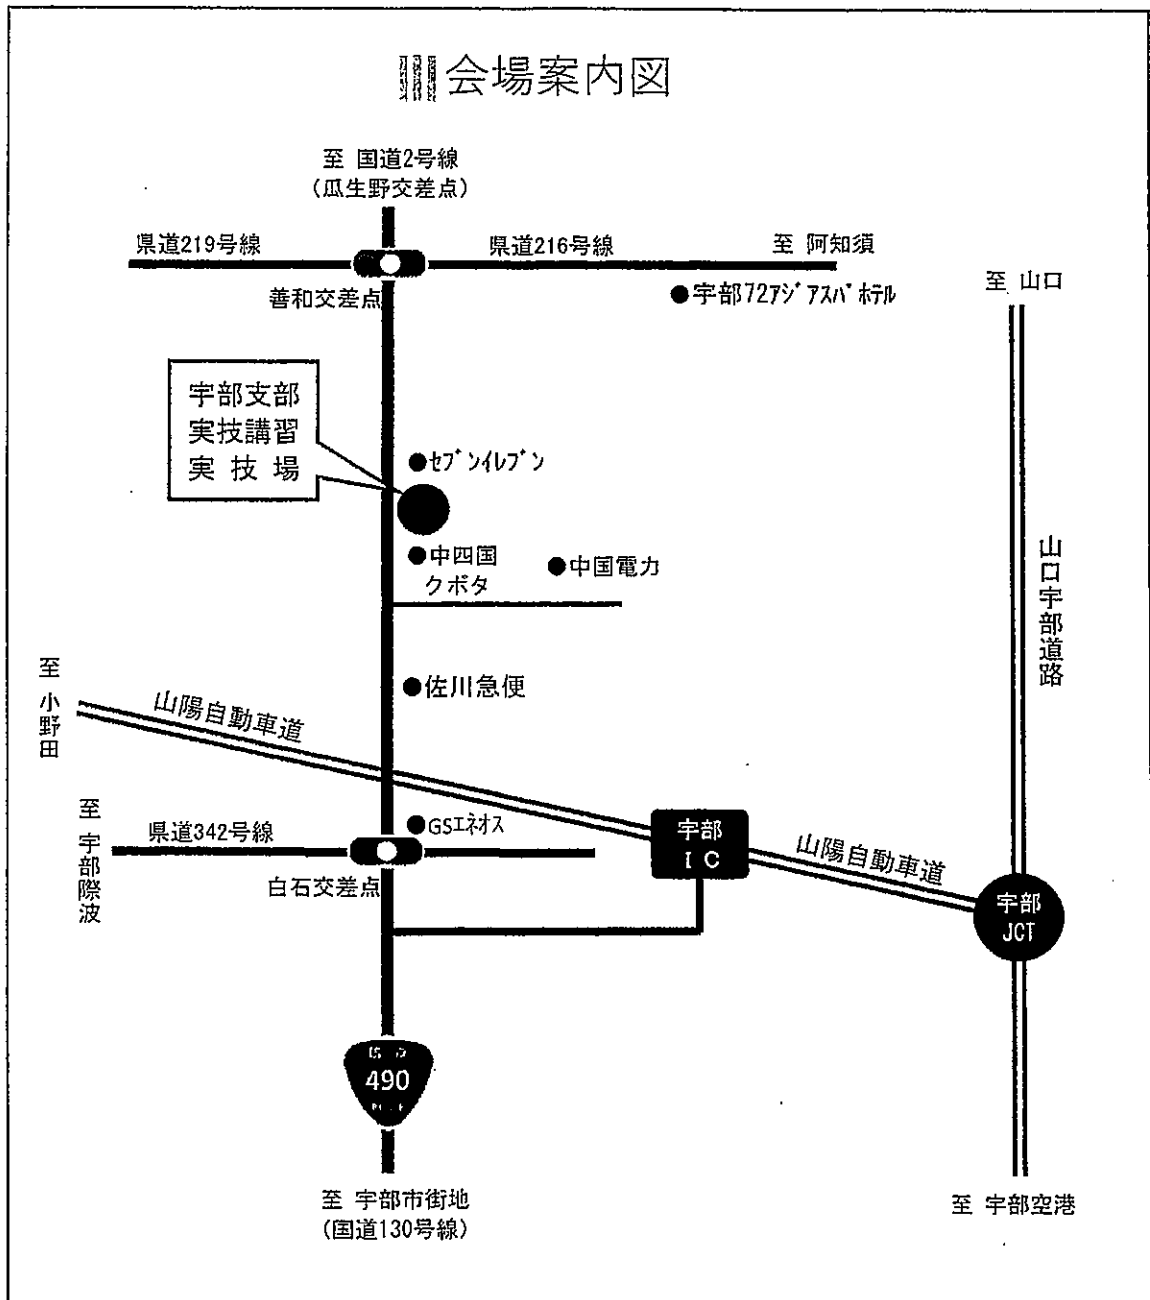 会場案内図
至 国道2号線
(瓜生野交差点)
県道219号線
県道216号線
至 阿知須
善和交差点
●宇部72ｱｼﾞｱｽﾊﾟﾎﾃﾙ
至 山口
宇部支部
実技講習
実 技 場
●ｾﾌﾞﾝｲﾚﾌﾞﾝ
●中四国
クボタ
●中国電力
山口宇部道路
●佐川急便
至 小野田
山陽自動車道
至 宇部際波
県道342号線
●GSｴﾈｵｽ
白石交差点
宇部
I C
山陽自動車道
宇部
JCT
490
至 宇部市街地
(国道130号線)
至 宇部空港